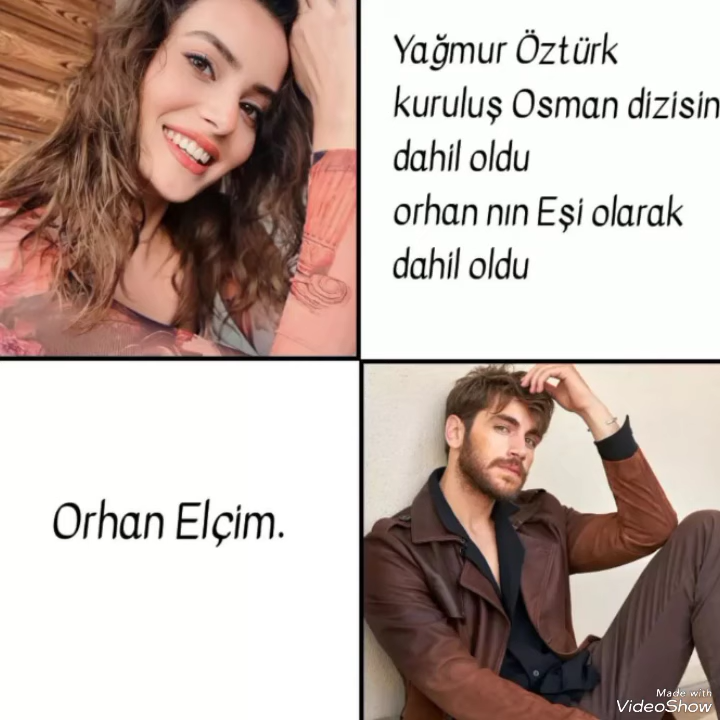 Yağmur Öztürk
kuruluş Osman dizisin
dahil oldu
orhan nın Eşi olarak
dahil oldu
Orhan Elçim.
Made with
VideoShow